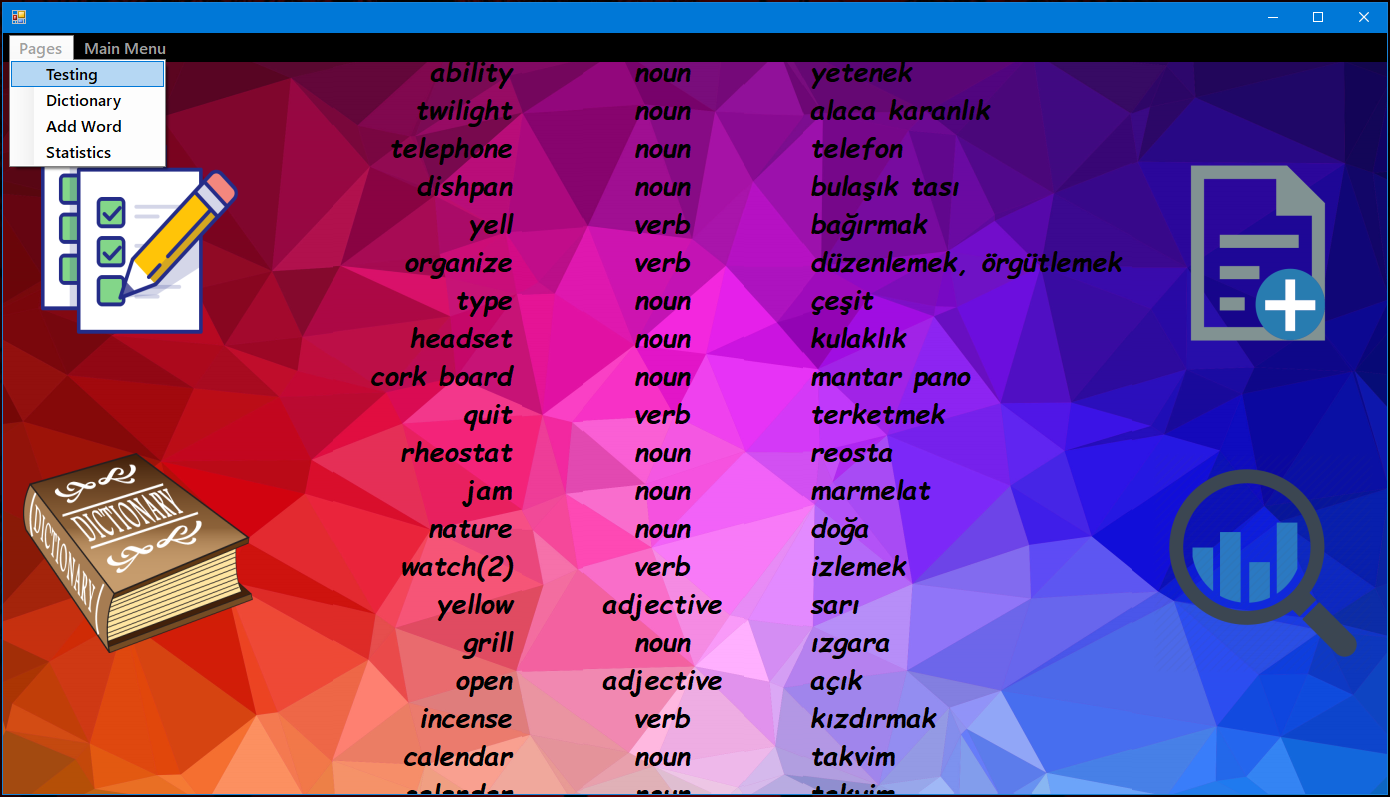 Pages Main Menu
Testing
Dictionary
Add Word
Statistics
ability noun yetenek
twilight noun alaca karanlık
telephone noun telefon
dishpan noun bulaşık tası
yell verb bağırmak
organize verb düzenlemek, örgütlemek
type noun çeşit
headset noun kulaklık
cork board noun mantar pano
quit verb terketmek
rheostat noun reosta
jam noun marmelat
nature noun doğa
watch(2) verb izlemek
yellow adjective sarı
grill noun ızgara
open adjective açık
incense verb kızdırmak
calendar noun takvim
calendar noun takvim
DICTIONARY
DICTIONARY